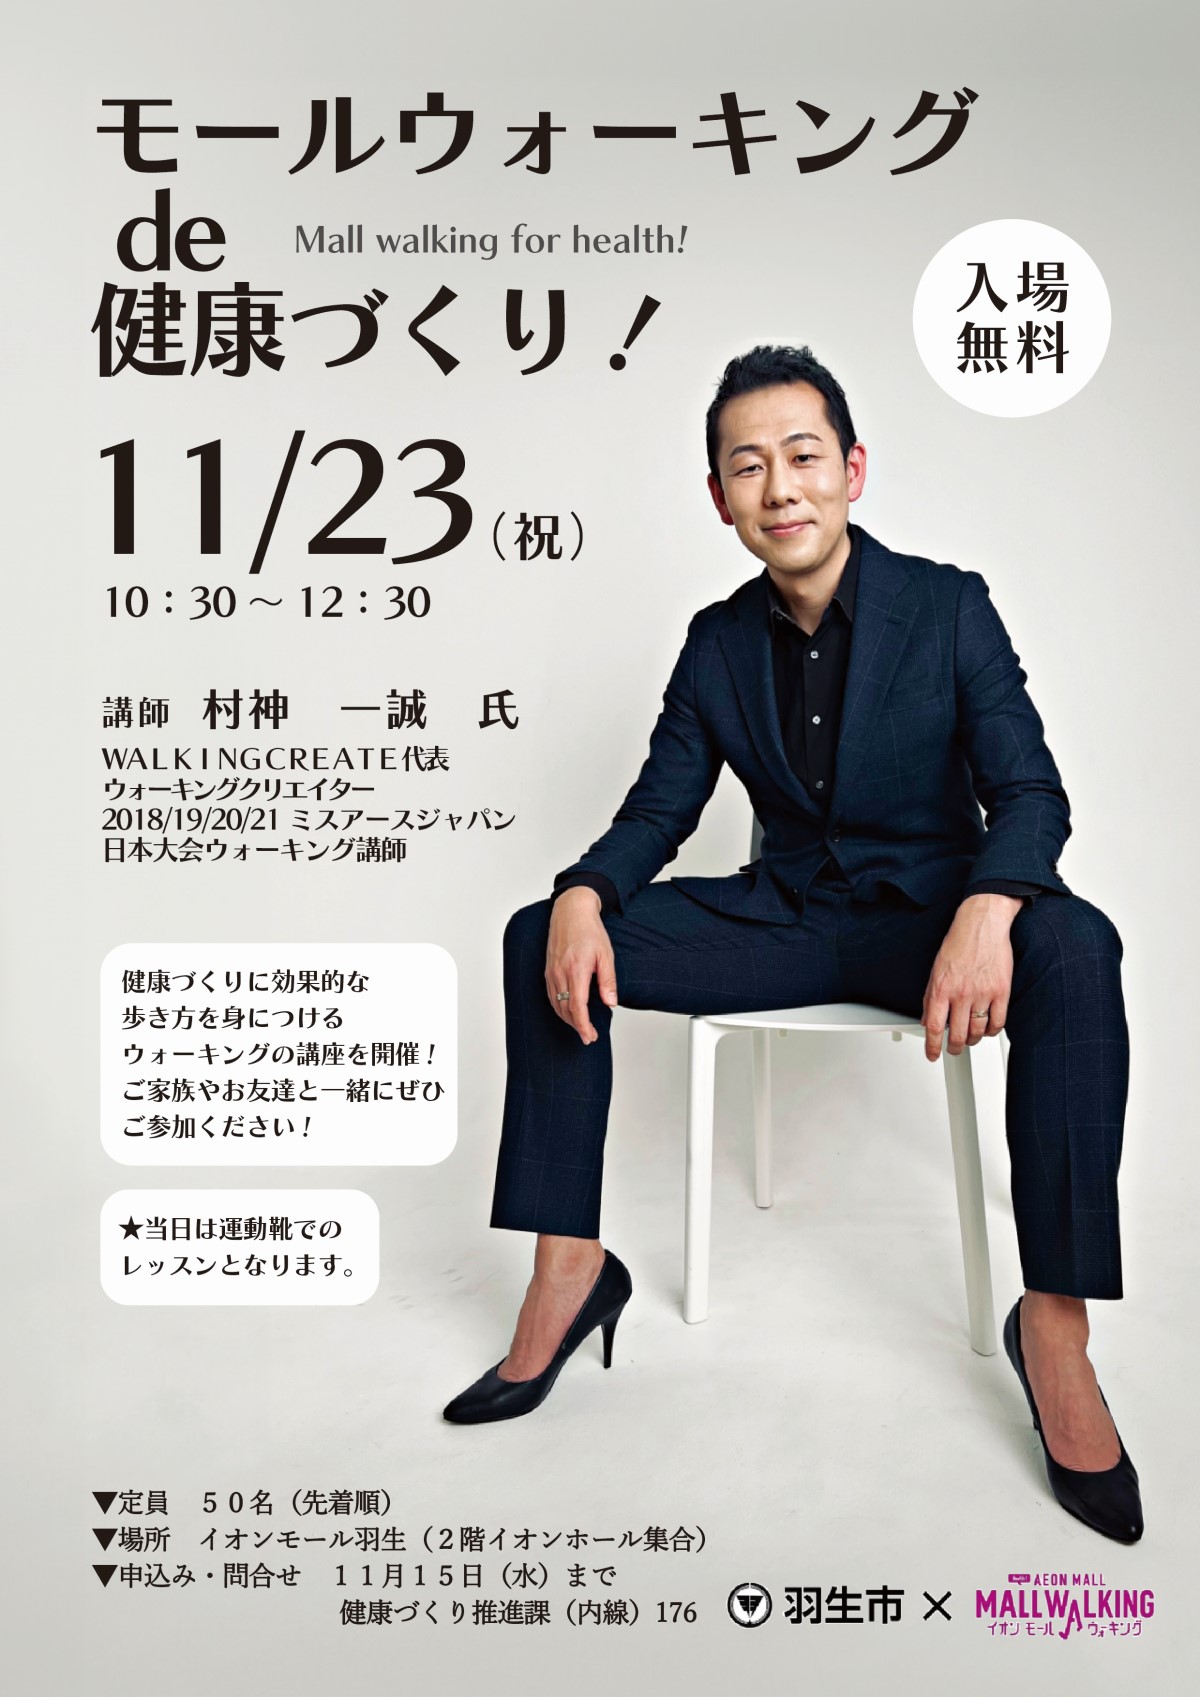 モールウォーキング
de
Mall walking for health!
健康づくり！
入場
無料
11/23（祝）
10：30～12：30
講師 村神 一誠 氏
WALKINGCREATE代表
ウォーキングクリエイター
2018/19/20/21 ミスアースジャパン
日本大会ウォーキング講師
健康づくりに効果的な
歩き方を身につける
ウォーキングの講座を開催！
ご家族やお友達と一緒にぜひ
ご参加ください！
★当日は運動靴での
レッスンとなります。
▼定員 ５０名（先着順）
▼場所 イオンモール羽生（２階イオンホール集合）
▼申込み・問合せ １１月１５日（水）まで
健康づくり推進課（内線）176
羽生市 × AEON MALL
MALLWALKING
イオン モール ウォーキング